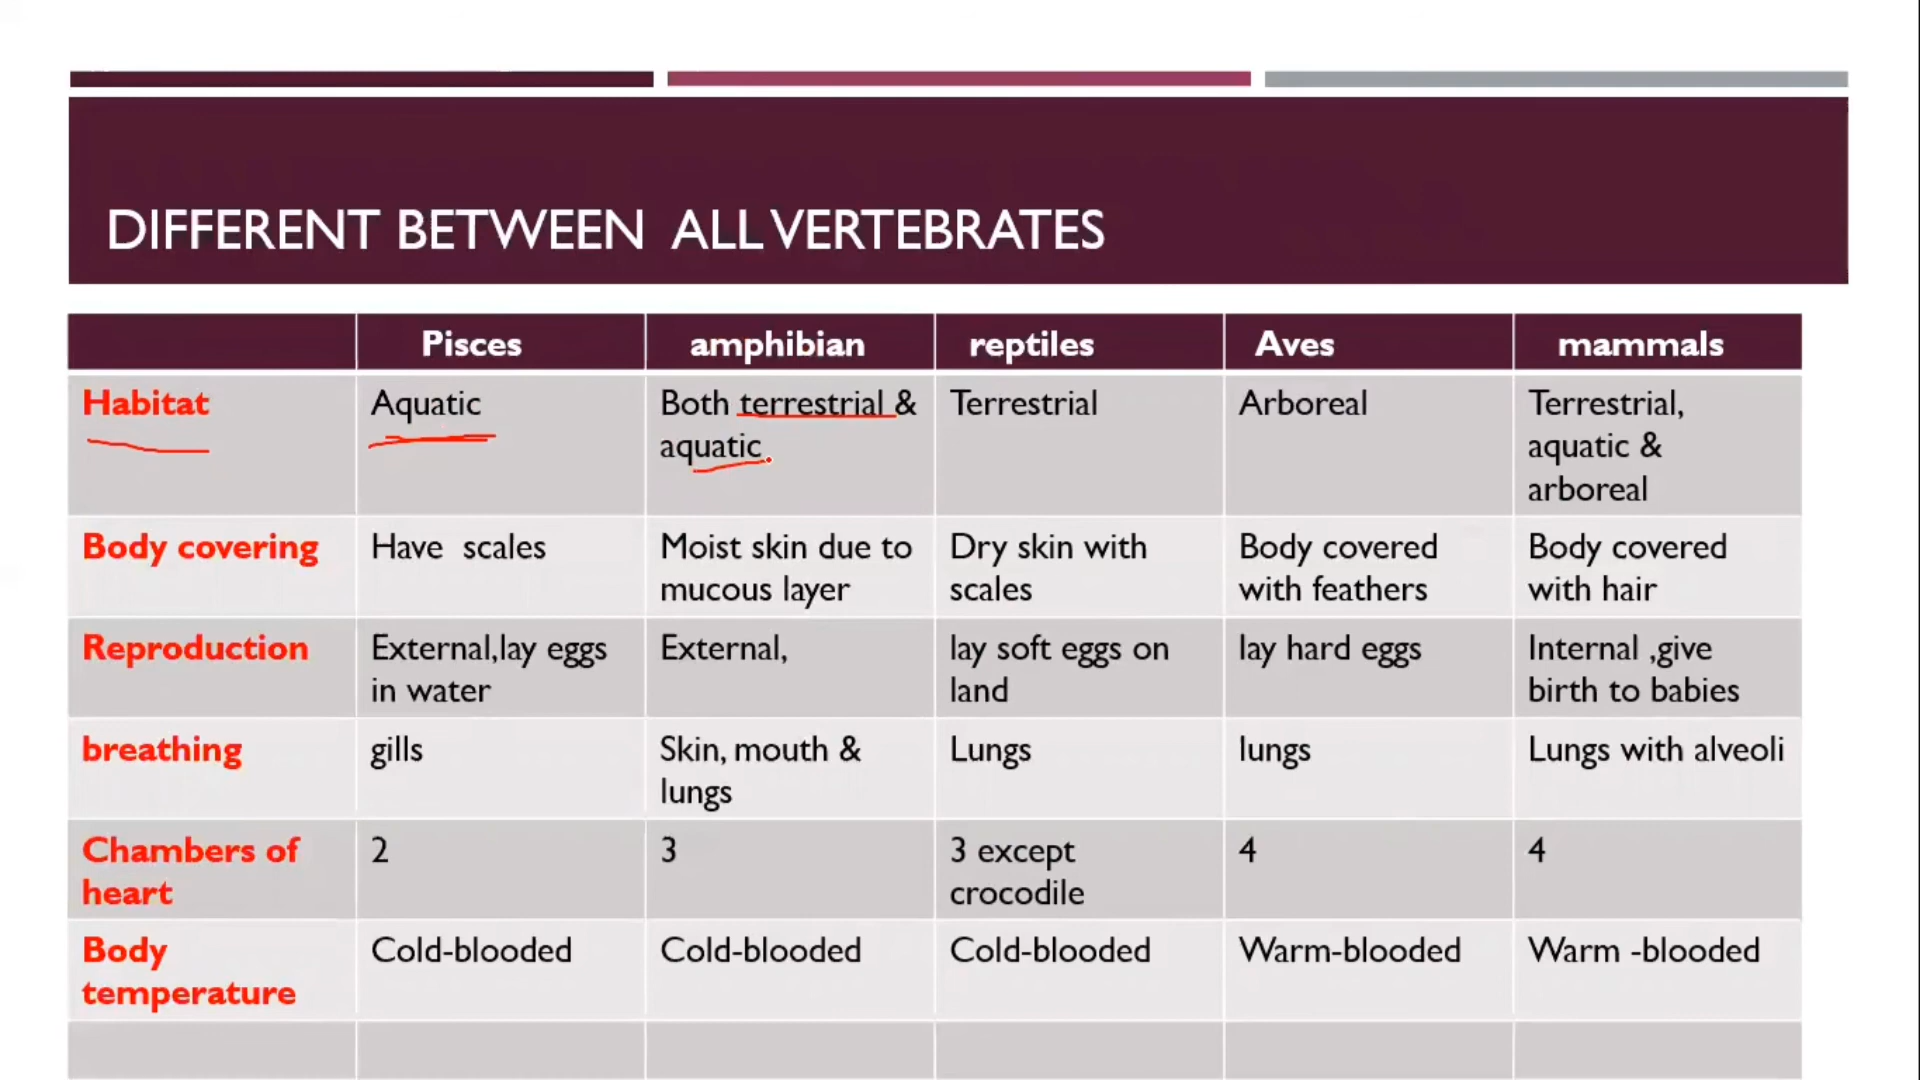 DIFFERENT BETWEEN ALL VERTEBRATES
Pisces amphibian reptiles Aves mammals
Habitat Aquatic Both terrestrial & Terrestrial Arboreal Terrestrial,
aquatic. aquatic &
arboreal
Body covering Have scales Moist skin due to Dry skin with Body covered Body covered
mucous layer scales with feathers with hair
Reproduction External,lay eggs External, lay soft eggs on lay hard eggs Internal ,give
in water land birth to babies
breathing gills Skin, mouth & Lungs lungs Lungs with alveoli
lungs
Chambers of 2 3 3 except 4 4
heart crocodile
Body Cold-blooded Cold-blooded Cold-blooded Warm-blooded Warm -blooded
temperature